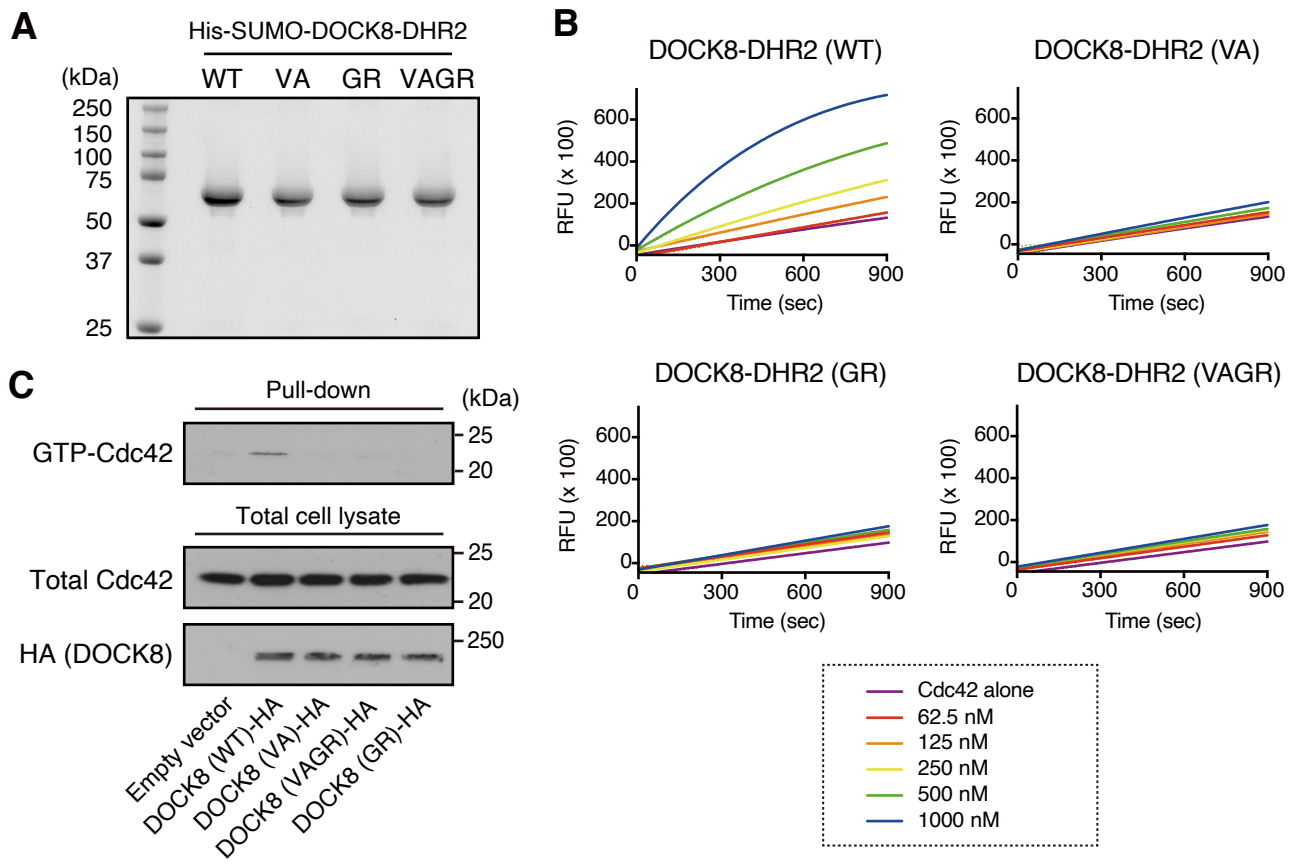 A
His-SUMO-DOCK8-DHR2
(kDa)
WT VA GR VAGR
250
150
100
75
50
37
25
B
DOCK8-DHR2 (WT)
RFU (x 100)
600
400
200
0
0 300 600 900
Time (sec)
DOCK8-DHR2 (VA)
RFU (x 100)
600
400
200
0
0 300 600 900
Time (sec)
DOCK8-DHR2 (GR)
RFU (x 100)
600
400
200
0
0 300 600 900
Time (sec)
DOCK8-DHR2 (VAGR)
RFU (x 100)
600
400
200
0
0 300 600 900
Time (sec)
Cdc42 alone
62.5 nM
125 nM
250 nM
500 nM
1000 nM
C
Pull-down
(kDa)
GTP-Cdc42
25
20
Total cell lysate
Total Cdc42
25
20
HA (DOCK8)
250
Empty vector
DOCK8 (WT)-HA
DOCK8 (VA)-HA
DOCK8 (VAGR)-HA
DOCK8 (GR)-HA